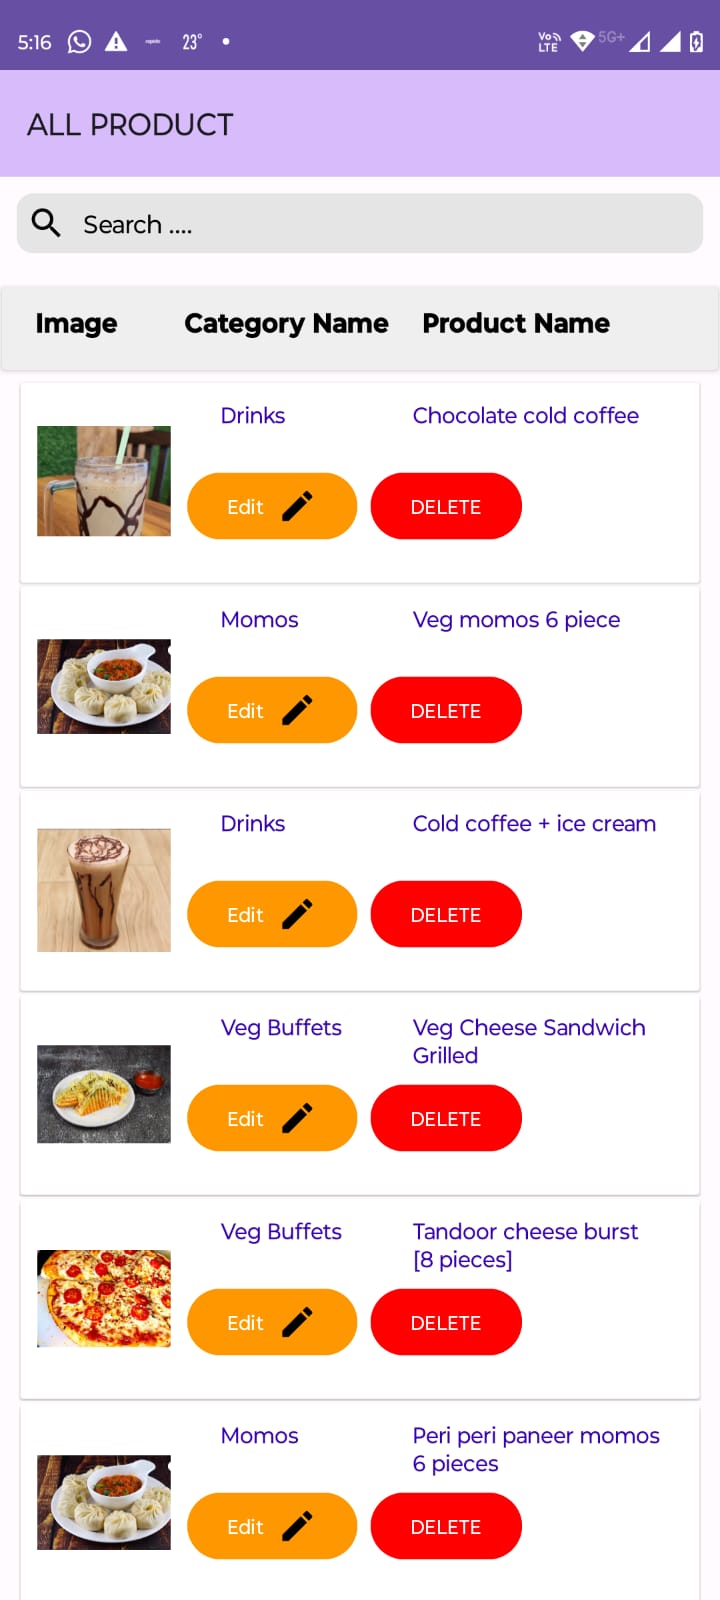 5:16 23° VoLTE 5G+
ALL PRODUCT
Search ....
Image Category Name Product Name
Drinks Chocolate cold coffee
Edit DELETE
Momos Veg momos 6 piece
Edit DELETE
Drinks Cold coffee + ice cream
Edit DELETE
Veg Buffets Veg Cheese Sandwich
Grilled
Edit DELETE
Veg Buffets Tandoor cheese burst
[8 pieces]
Edit DELETE
Momos Peri peri paneer momos
6 pieces
Edit DELETE